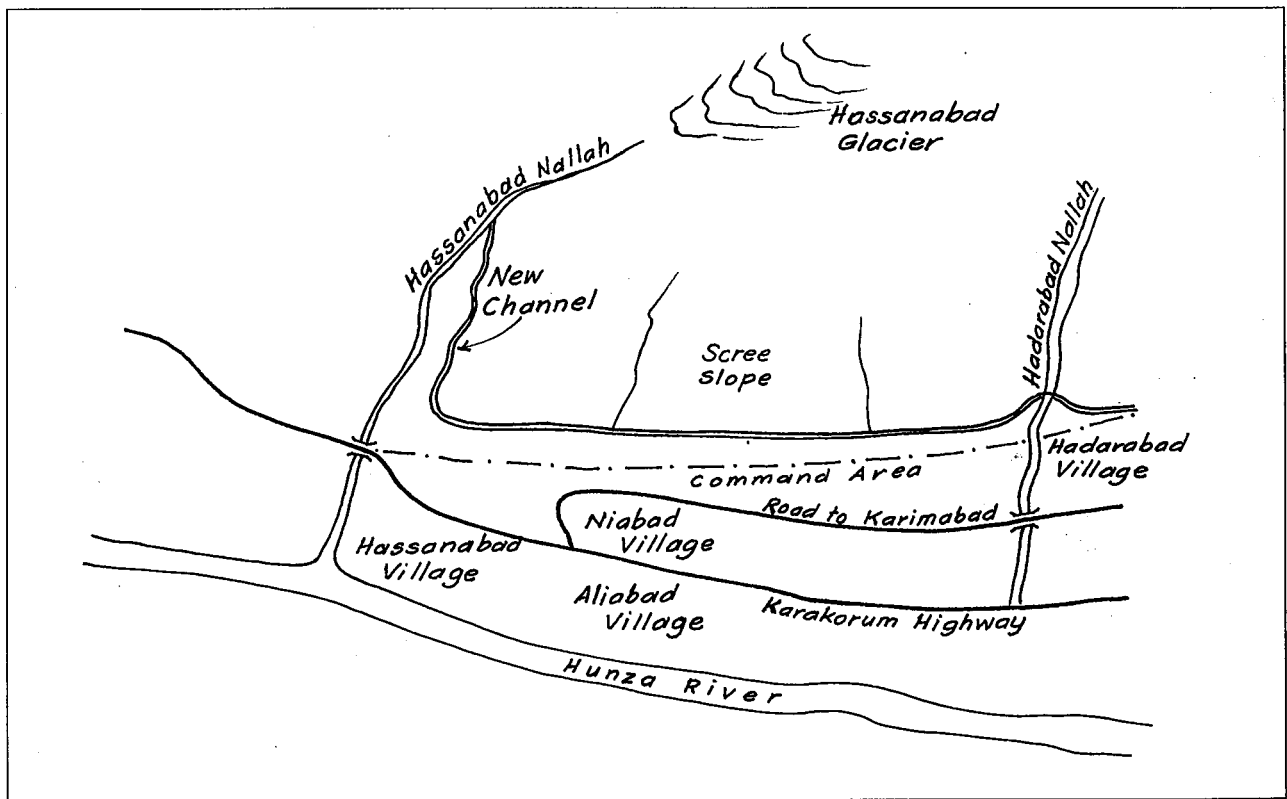 Hassanabad
Glacier
Hassanabad Nallah
Hadarabad Nallah
New
Channel
Scree
slope
Hadarabad
Village
Command Area
Road to Karimabad
Niabad
Village
Hassanabad
Village
Aliabad
Village
Karakorum Highway
Hunza River